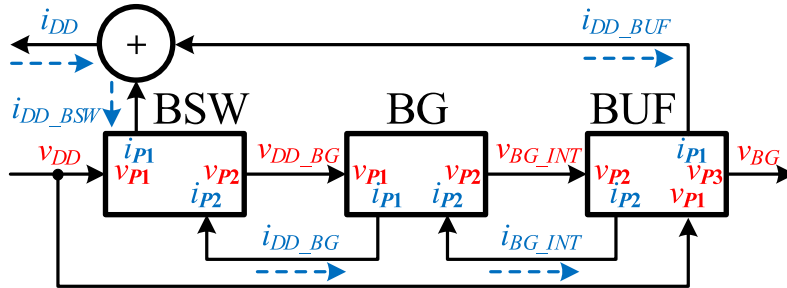 i_DD
+
i_DD_BUF
i_DD_BSW
BSW
BG
BUF
v_DD
i_P1
v_P1
v_P2
i_P2
v_DD_BG
v_P1
i_P1
v_P2
i_P2
v_BG_INT
v_P2
i_P2
i_P1
v_P3
v_P1
v_BG
i_DD_BG
i_BG_INT